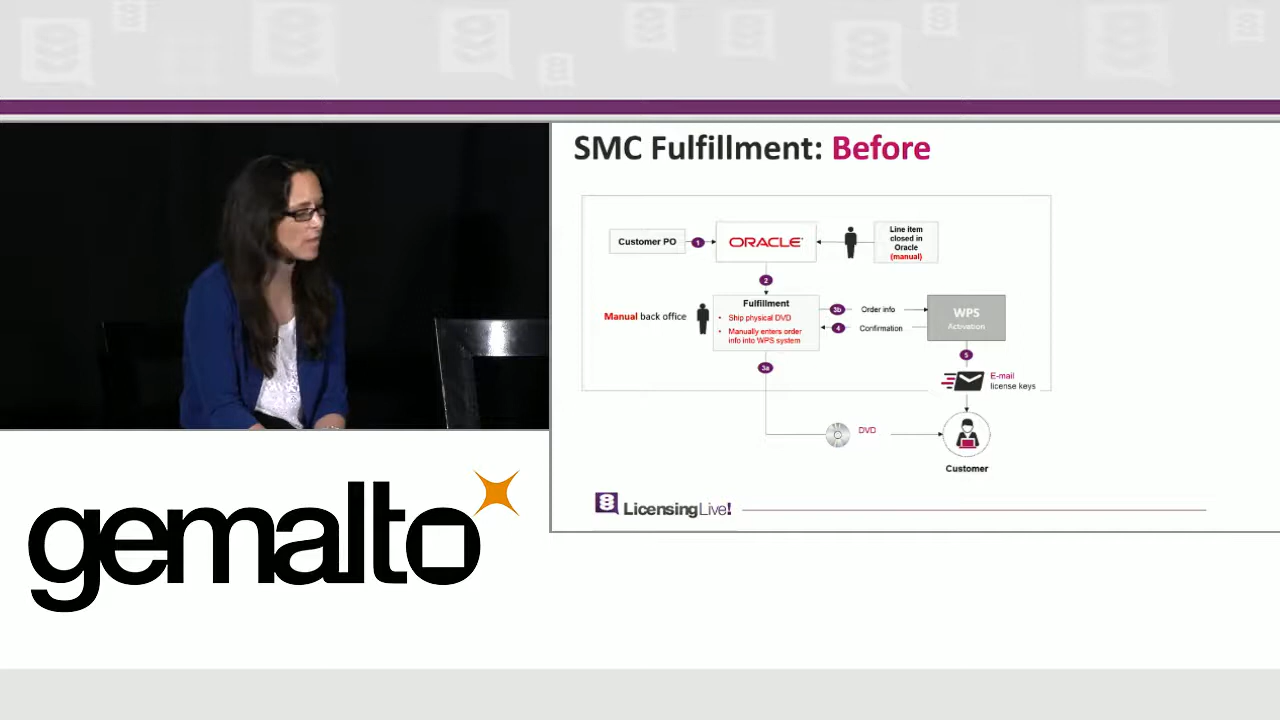 SMC Fulfillment: Before
Customer PO
1
ORACLE
Line item
closed in
Oracle
(manual)
2
Manual back office
Fulfillment
• Ship physical DVD
• Manually enters order
info into WPS system
3b
Order info
4
Confirmation
WPS
Activation
3a
5
E-mail
license keys
DVD
Customer
LicensingLive!
gemalto